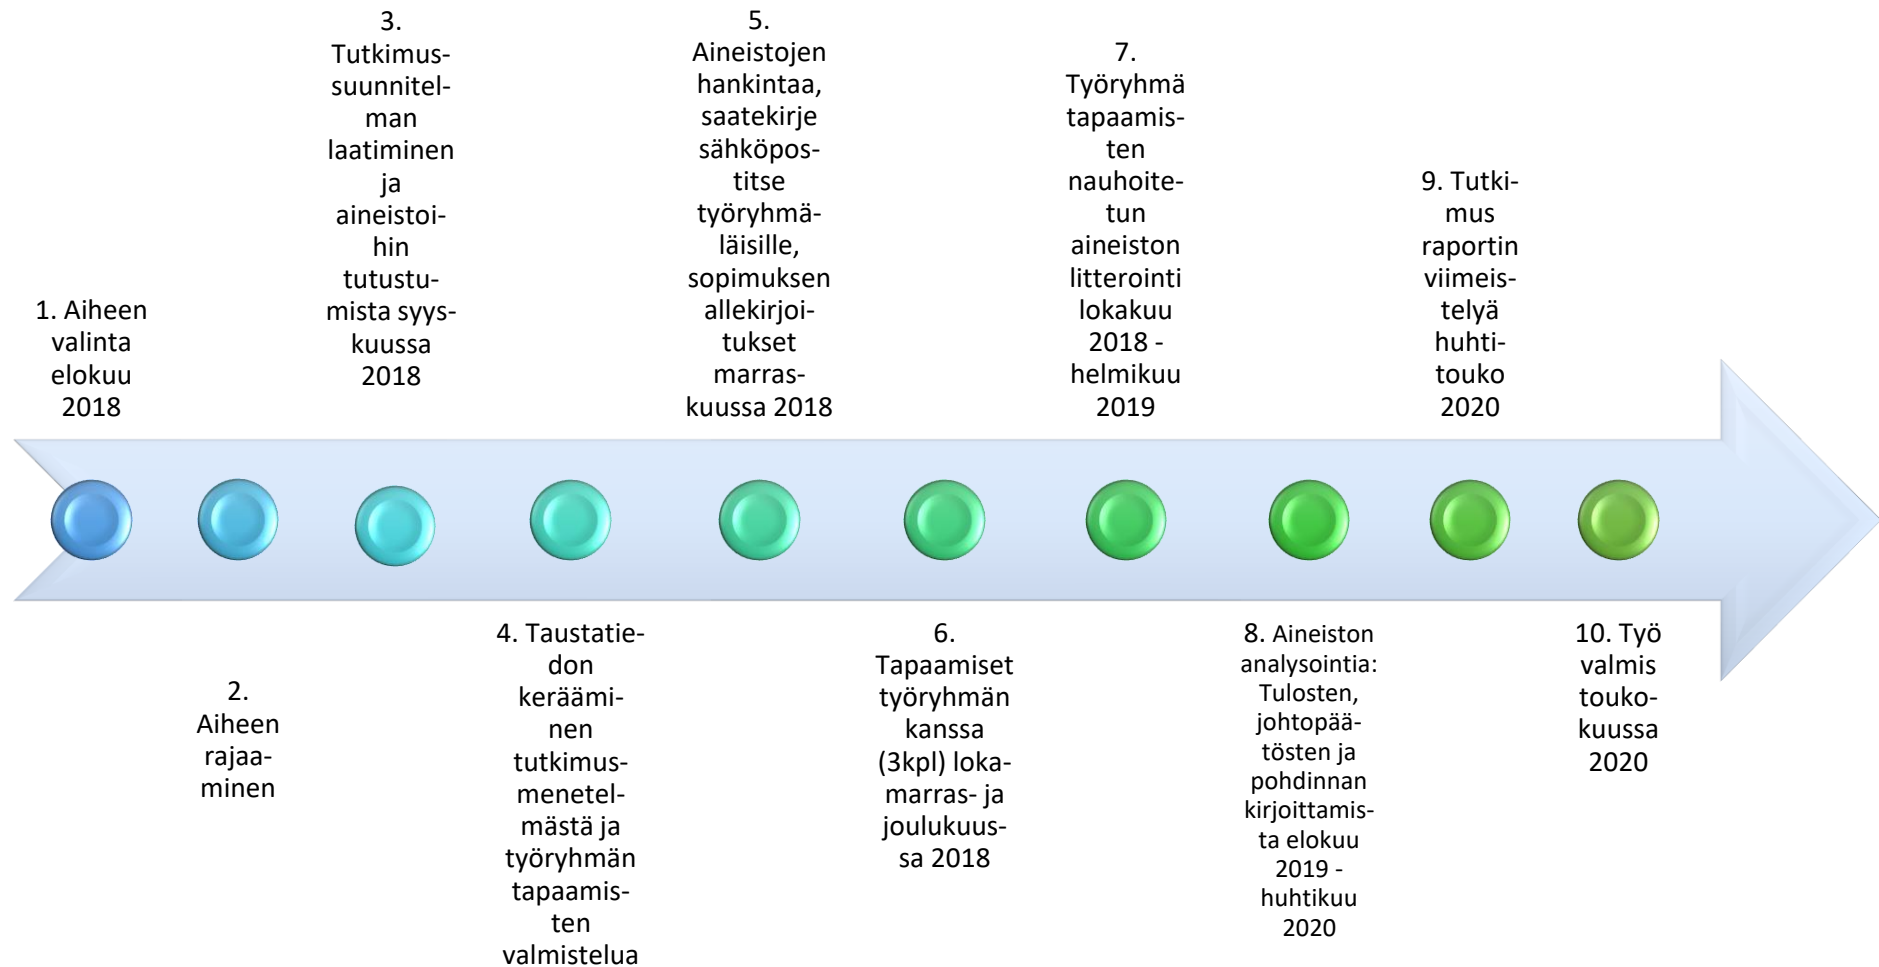 1. Aiheen
valinta
elokuu
2018
2.
Aiheen
rajaa-
minen
3.
Tutkimus-
suunnitel-
man
laatiminen
ja
aineistoi-
hin
tutustu-
mista syys-
kuussa
2018
4. Taustatie-
don
keräämi-
nen
tutkimus-
menetel-
mästä ja
työryhmän
tapaamis-
ten
valmistelua
5.
Aineistojen
hankintaa,
saatekirje
sähköpos-
titse
työryhmä-
läisille,
sopimuksen
allekirjoi-
tukset
marras-
kuussa 2018
6.
Tapaamiset
työryhmän
kanssa
(3kpl) loka-
marras- ja
joulukuus-
sa 2018
7.
Työryhmä
tapaamis-
ten
nauhoite-
tun
aineiston
litterointi
lokakuu
2018 -
helmikuu
2019
8. Aineiston
analysointia:
Tulosten,
johtopää-
tösten ja
pohdinnan
kirjoittamis-
ta elokuu
2019 -
huhtikuu
2020
9. Tutki-
mus
raportin
viimeis-
telyä
huhti-
touko
2020
10. Työ
valmis
touko-
kuussa
2020